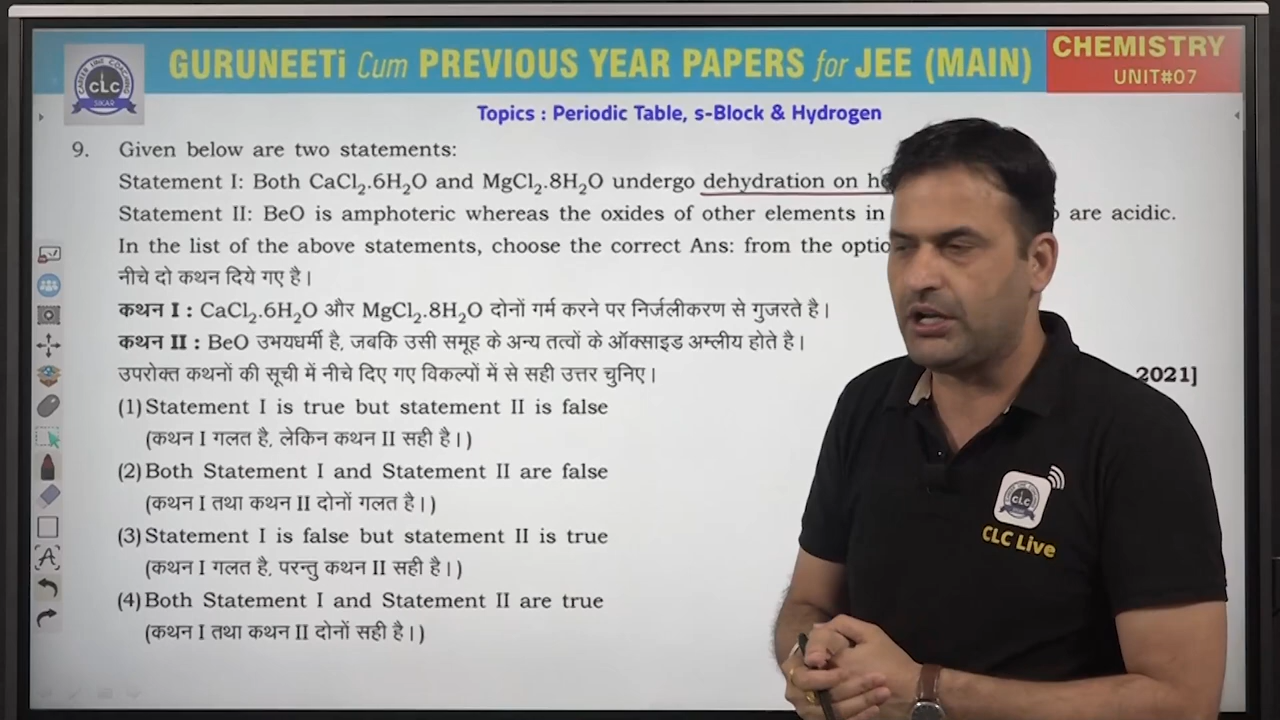 GURUNEETi Cum PREVIOUS YEAR PAPERS for JEE (MAIN)
CHEMISTRY
UNIT#07
CAREER LINE COACHING
CLC
SIKAR
Topics : Periodic Table, s-Block & Hydrogen
9. Given below are two statements:
Statement I: Both CaCl₂.6H₂O and MgCl₂.8H₂O undergo dehydration on
Statement II: BeO is amphoteric whereas the oxides of other elements in are acidic.
In the list of the above statements, choose the correct Ans: from the
नीचे दो कथन दिये गए है।
कथन I : CaCl₂.6H₂O और MgCl₂.8H₂O दोनों गर्म करने पर निर्जलीकरण से गुजरते है।
कथन II : BeO उभयधर्मी है, जबकि उसी समूह के अन्य तत्वों के ऑक्साइड अम्लीय होते है।
उपरोक्त कथनों की सूची में नीचे दिए गए विकल्पों में से सही उत्तर चुनिए।
2021]
(1) Statement I is true but statement II is false
(कथन I गलत है, लेकिन कथन II सही है।)
(2) Both Statement I and Statement II are false
(कथन I तथा कथन II दोनों गलत है।)
(3) Statement I is false but statement II is true
(कथन I गलत है, परन्तु कथन II सही है।)
(4) Both Statement I and Statement II are true
(कथन I तथा कथन II दोनों सही है।)
CLC
CLC Live